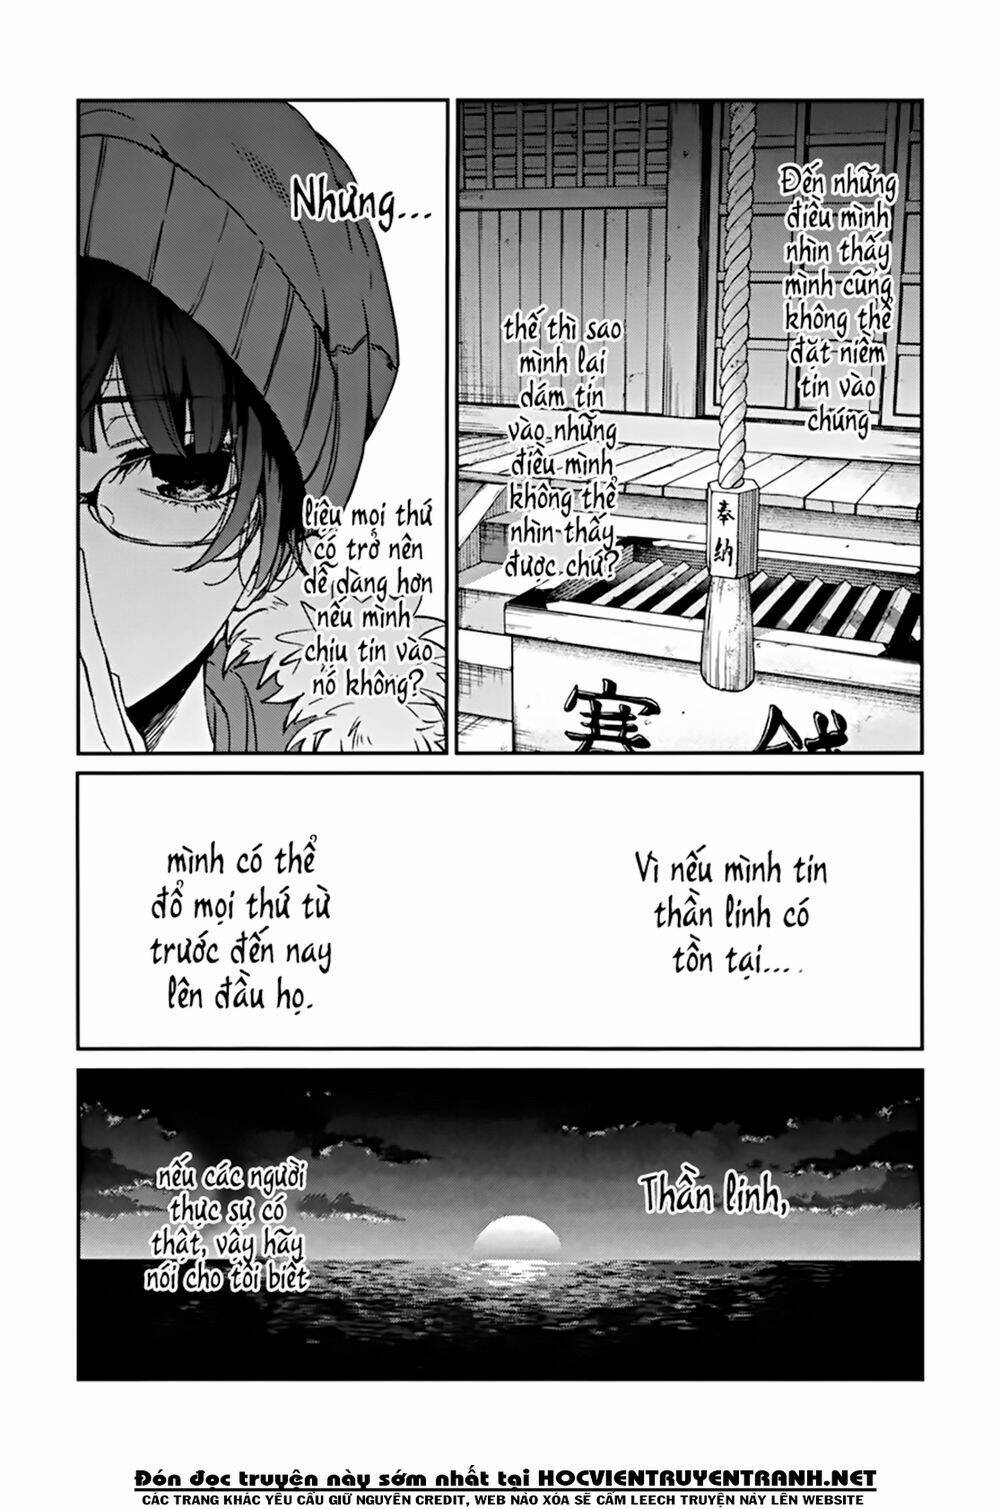 Đến những
điều mình
nhìn thấy
mình cũng
không thể
đặt niềm
tin vào
chúng
thế thì sao
mình lại
dám tin
vào những
điều mình
không thể
nhìn thấy
được chứ?
奉納
賽銭
Nhưng...
liệu mọi thứ
có trở nên
dễ dàng hơn
nếu mình
chịu tin vào
nó không?
Vì nếu mình tin
thần linh có
tồn tại....
mình có thể
đổ mọi thứ từ
trước đến nay
lên đầu họ.
Thần linh,
nếu các người
thực sự có
thật, vậy hãy
nói cho tôi biết
Đón đọc truyện này sớm nhất tại HOCVIENTRUYENTRANH.NET
CÁC TRANG KHÁC YÊU CẦU GIỮ NGUYÊN CREDIT, WEB NÀO XÓA SẼ CẤM LEECH TRUYỆN NÀY LÊN WEBSITE